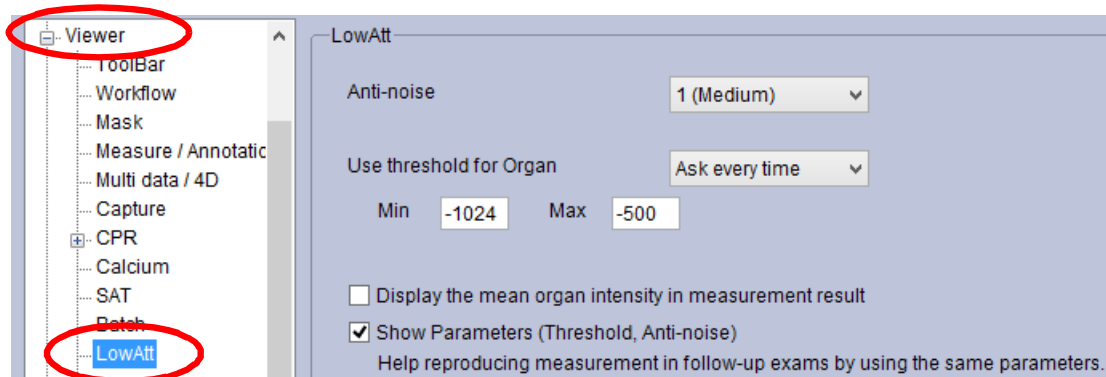 Viewer
ToolBar
Workflow
Mask
Measure / Annotatic
Multi data / 4D
Capture
CPR
Calcium
SAT
Batch
LowAtt
LowAtt
Anti-noise
1 (Medium)
Use threshold for Organ
Ask every time
Min -1024 Max -500
Display the mean organ intensity in measurement result
Show Parameters (Threshold, Anti-noise)
Help reproducing measurement in follow-up exams by using the same parameters.